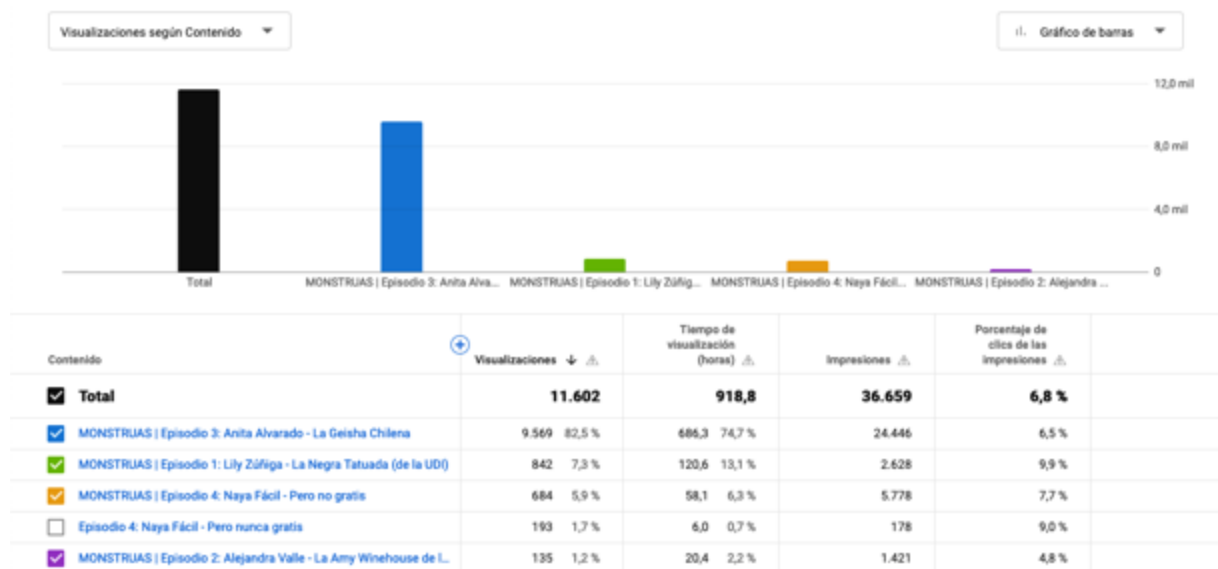 Visualizaciones según Contenido
Gráfico de barras
12,0 mil
8,0 mil
4,0 mil
0
Total
MONSTRUAS | Episodio 3: Anita Alva...
MONSTRUAS | Episodio 1: Lily Zúñig...
MONSTRUAS | Episodio 4: Naya Fácil...
MONSTRUAS | Episodio 2: Alejandra ...
Contenido
Visualizaciones
Tiempo de
visualización
(horas)
Impresiones
Porcentaje de
clics de las
impresiones
Total 11.602 918,8 36.659 6,8 %
MONSTRUAS | Episodio 3: Anita Alvarado - La Geisha Chilena 9.569 82,5 % 686,3 74,7 % 24.446 6,5 %
MONSTRUAS | Episodio 1: Lily Zúñiga - La Negra Tatuada (de la UDI) 842 7,3 % 120,6 13,1 % 2.628 9,9 %
MONSTRUAS | Episodio 4: Naya Fácil - Pero no gratis 684 5,9 % 58,1 6,3 % 5.778 7,7 %
Episodio 4: Naya Fácil - Pero nunca gratis 193 1,7 % 6,0 0,7 % 178 9,0 %
MONSTRUAS | Episodio 2: Alejandra Valle - La Amy Winehouse de l... 135 1,2 % 20,4 2,2 % 1.421 4,8 %